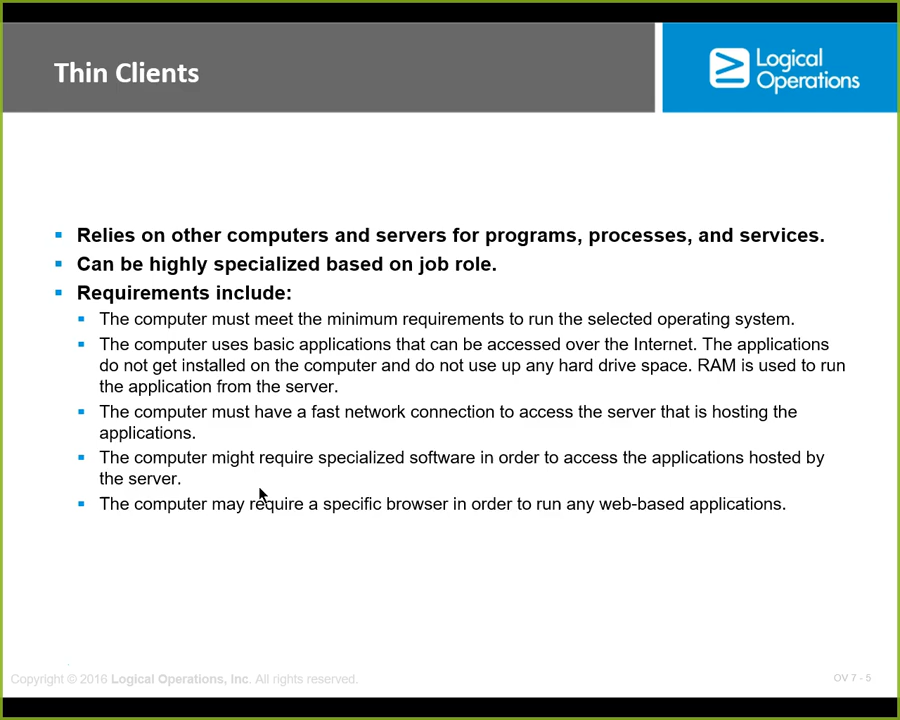 Thin Clients
Logical
Operations
Relies on other computers and servers for programs, processes, and services.
Can be highly specialized based on job role.
Requirements include:
The computer must meet the minimum requirements to run the selected operating system.
The computer uses basic applications that can be accessed over the Internet. The applications
do not get installed on the computer and do not use up any hard drive space. RAM is used to run
the application from the server.
The computer must have a fast network connection to access the server that is hosting the
applications.
The computer might require specialized software in order to access the applications hosted by
the server.
The computer may require a specific browser in order to run any web-based applications.
Copyright © 2016 Logical Operations, Inc. All rights reserved.
OV 7 - 5